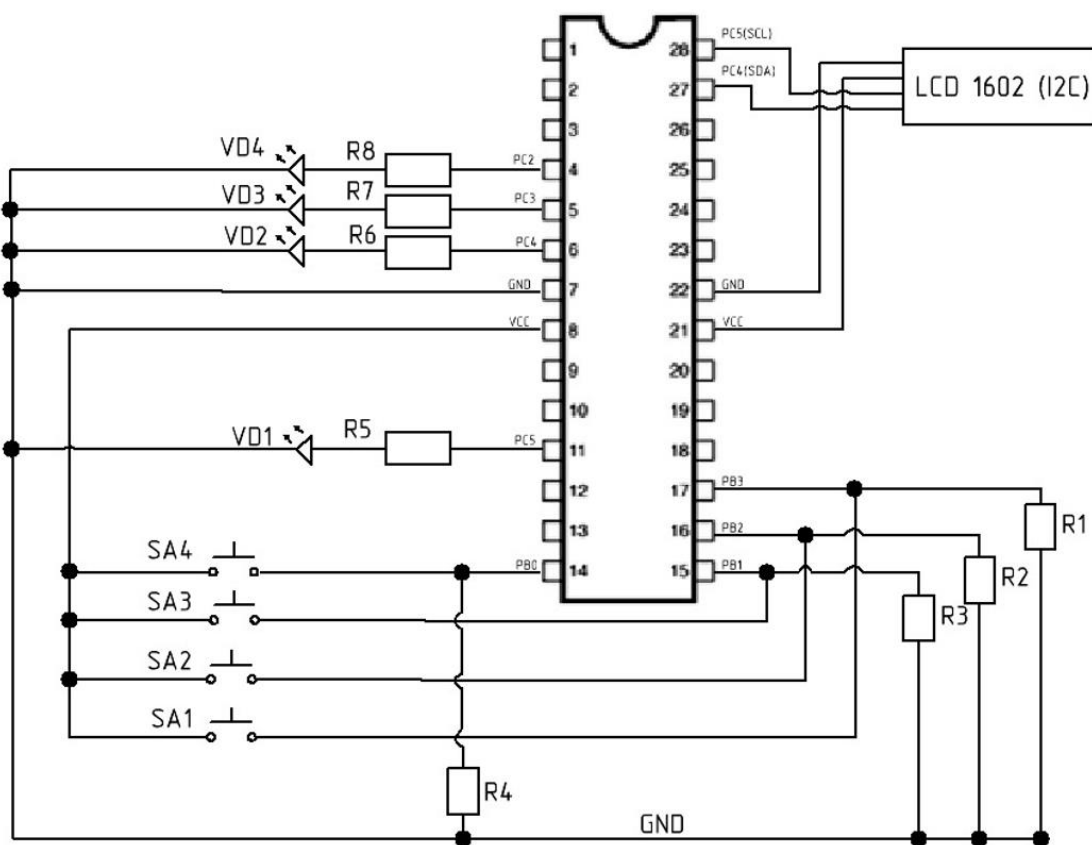 PC5(SCL)
1 28
PC4(SDA)
LCD 1602 (I2C)
2 27
3 26
VD4 R8 PC2
4 25
VD3 R7 PC3
5 24
VD2 R6 PC4
6 23
GND 7 22 GND
VCC 8 21 VCC
9 20
10 19
VD1 R5 PC5
11 18
12 17 PB3
R1
13 16 PB2
SA4 PB0 14 15 PB1
R2
SA3
R3
SA2
SA1
R4
GND